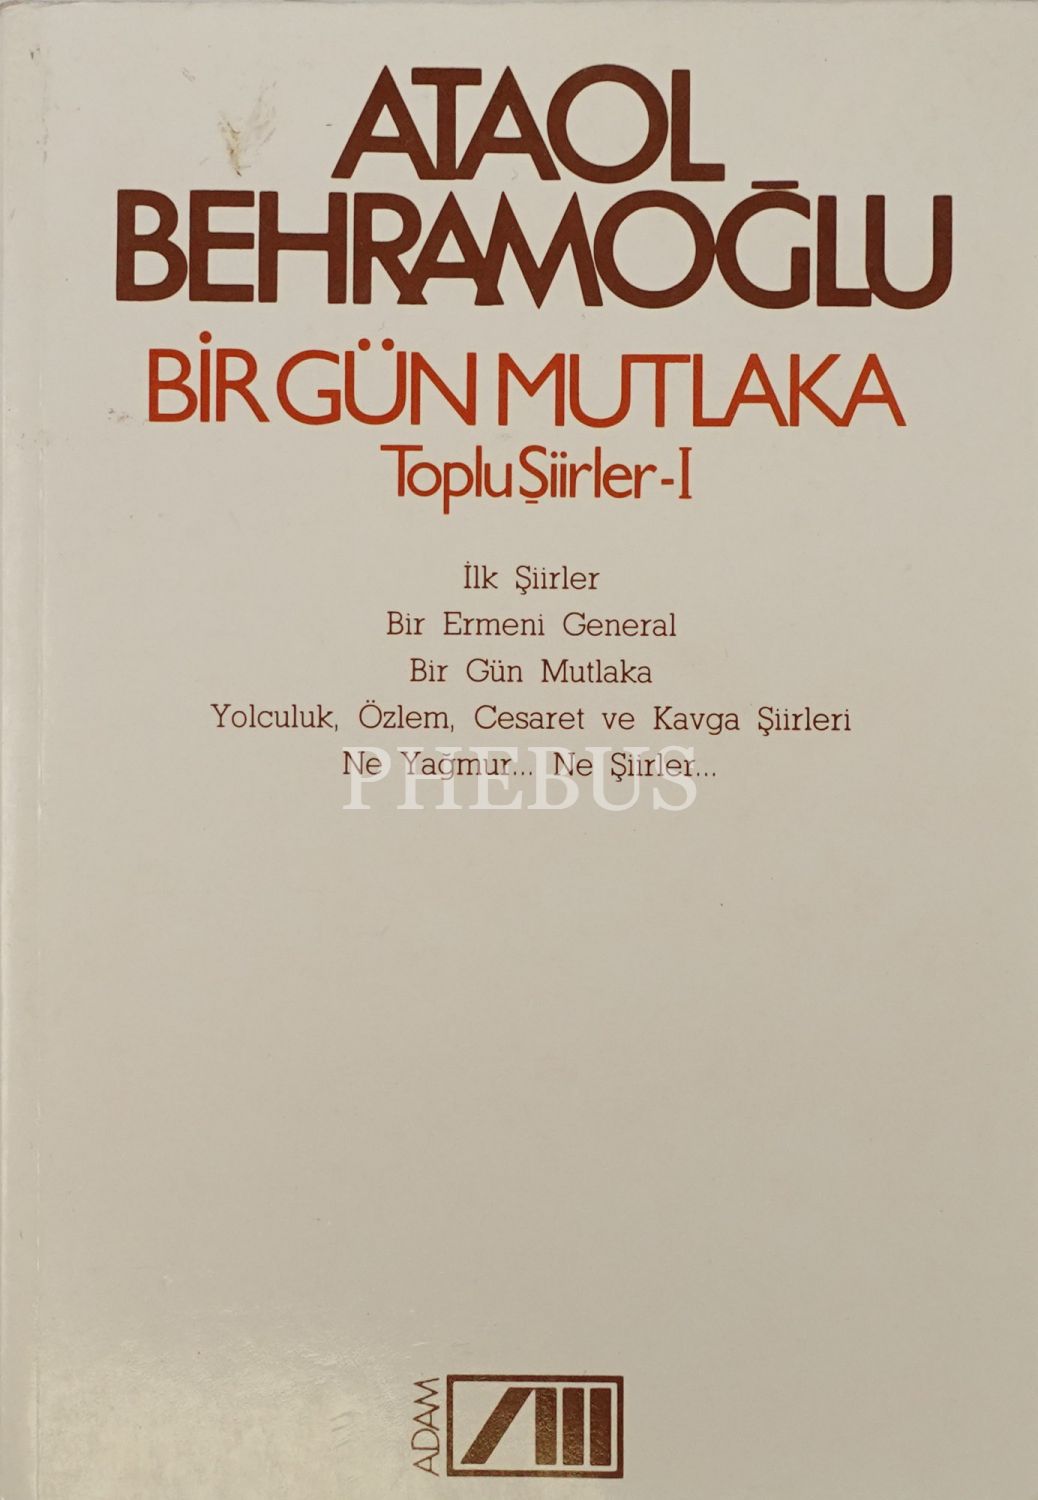 ATAOL
BEHRAMOĞLU
BİR GÜN MUTLAKA
Toplu Şiirler-I
İlk Şiirler
Bir Ermeni General
Bir Gün Mutlaka
Yolculuk, Özlem, Cesaret ve Kavga Şiirleri
Ne Yağmur... Ne Şiirler...
PHEBUS
ADAM